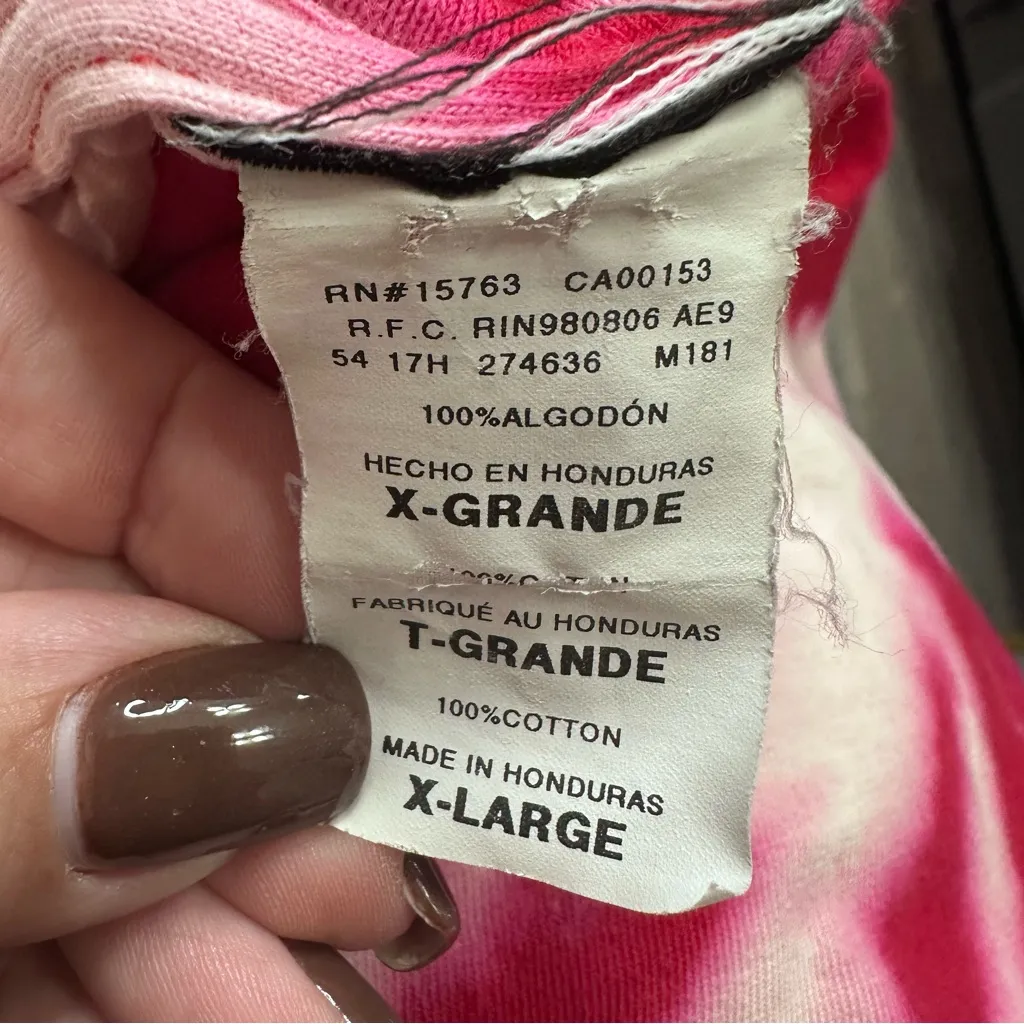 RN#15763 CA00153
R.F.C. RIN980806 AE9
54 17H 274636 M181
100%ALGODÓN
HECHO EN HONDURAS
X-GRANDE
FABRIQUÉ AU HONDURAS
T-GRANDE
100%COTTON
MADE IN HONDURAS
X-LARGE